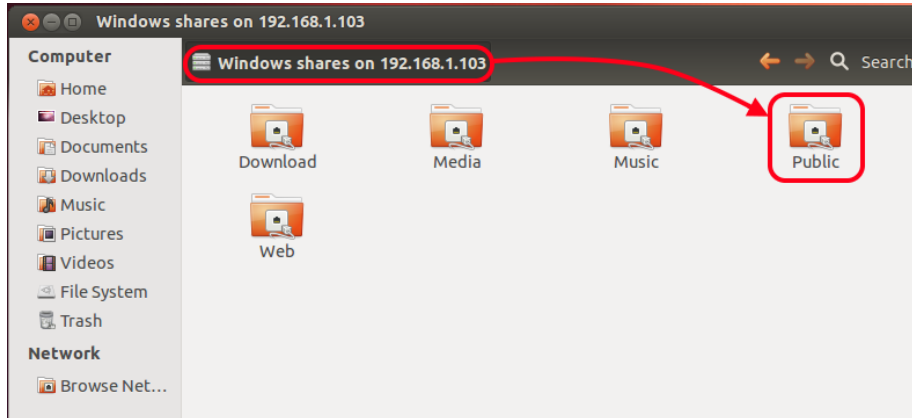 Windows shares on 192.168.1.103
Computer
Home
Desktop
Documents
Downloads
Music
Pictures
Videos
File System
Trash
Network
Browse Net...
Windows shares on 192.168.1.103
Search
Download
Media
Music
Public
Web